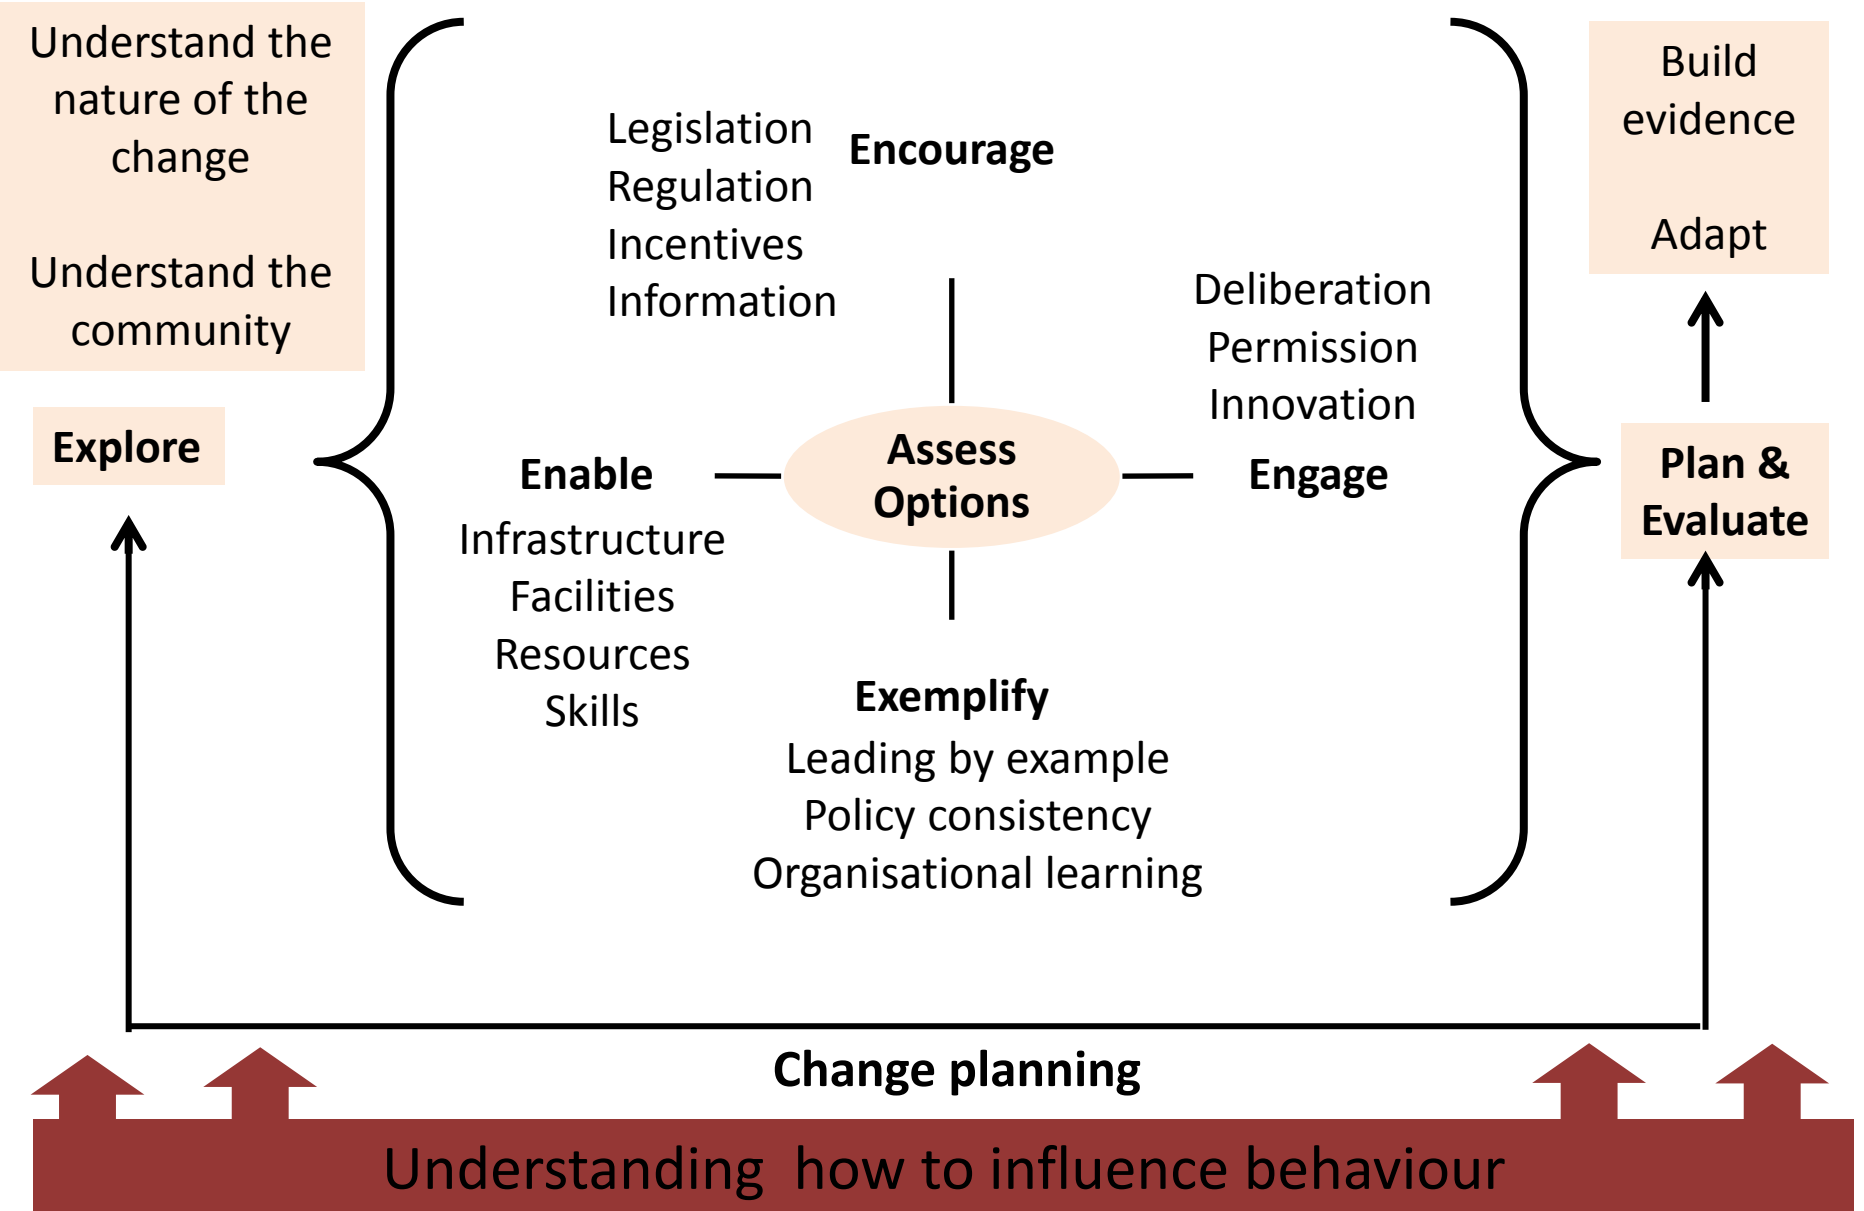 Understand the
nature of the
change
Understand the
community
Explore
Legislation
Regulation
Incentives
Information
Encourage
Deliberation
Permission
Innovation
Engage
Assess
Options
Enable
Infrastructure
Facilities
Resources
Skills
Exemplify
Leading by example
Policy consistency
Organisational learning
Build
evidence
Adapt
Plan &
Evaluate
Change planning
Understanding how to influence behaviour